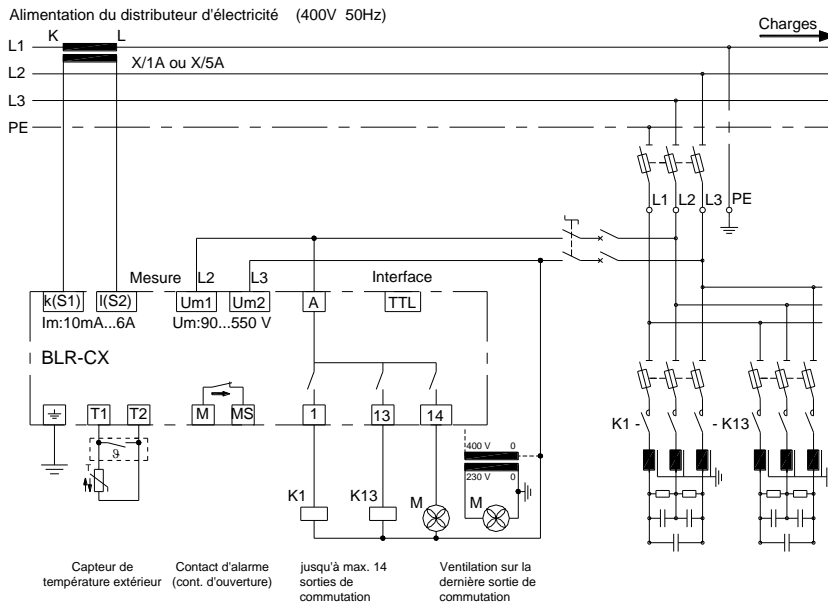 Alimentation du distributeur d'électricité (400V 50Hz)
Charges
K L
L1
X/1A ou X/5A
L2
L3
PE
L1 L2 L3 PE
Mesure L2 L3 Interface
k(S1) l(S2) Um1 Um2 A TTL
Im:10mA...6A Um:90...550 V
BLR-CX
T1 T2 M MS 1 13 14
K1 K13
400 V 0
230 V 0
ϑ
T
K1 K13 M M
Capteur de
température extérieur
Contact d'alarme
(cont. d'ouverture)
jusqu'à max. 14
sorties de
commutation
Ventilation sur la
dernière sortie de
commutation